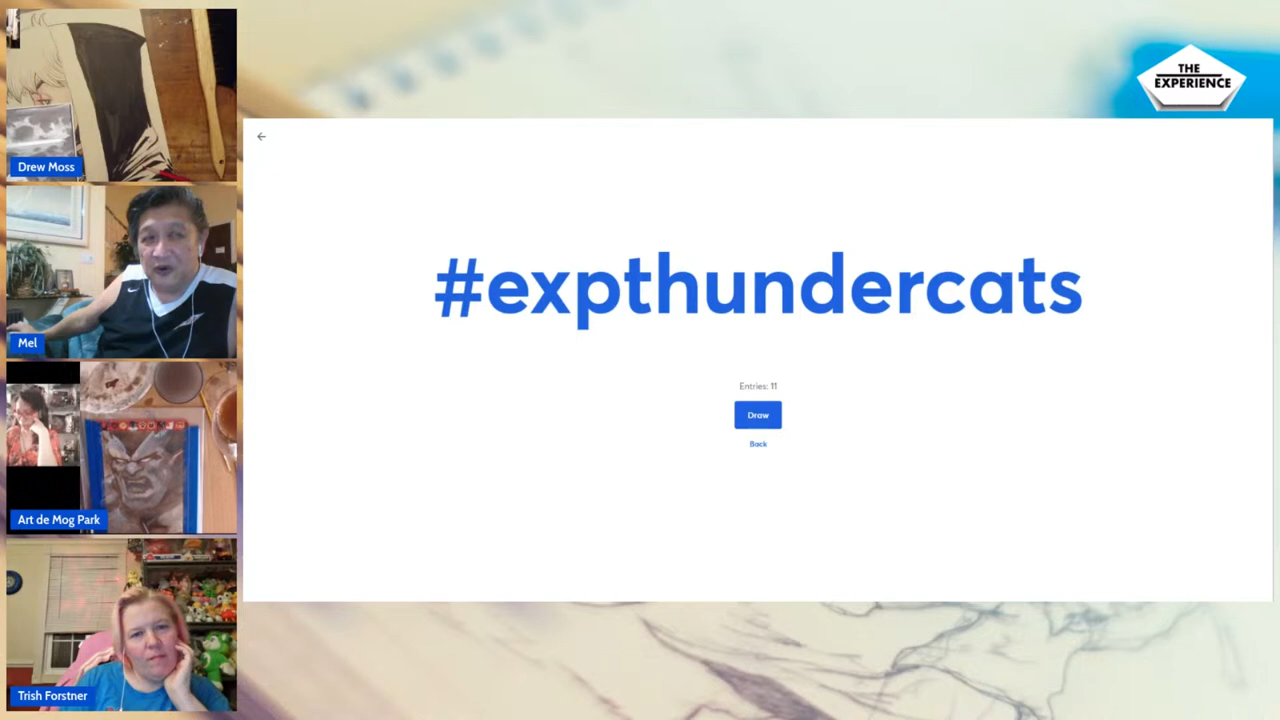 Drew Moss
Mel
Art de Mog Park
Trish Forstner
THE
EXPERIENCE
←
#expthundercats
Entries: 11
Draw
Back